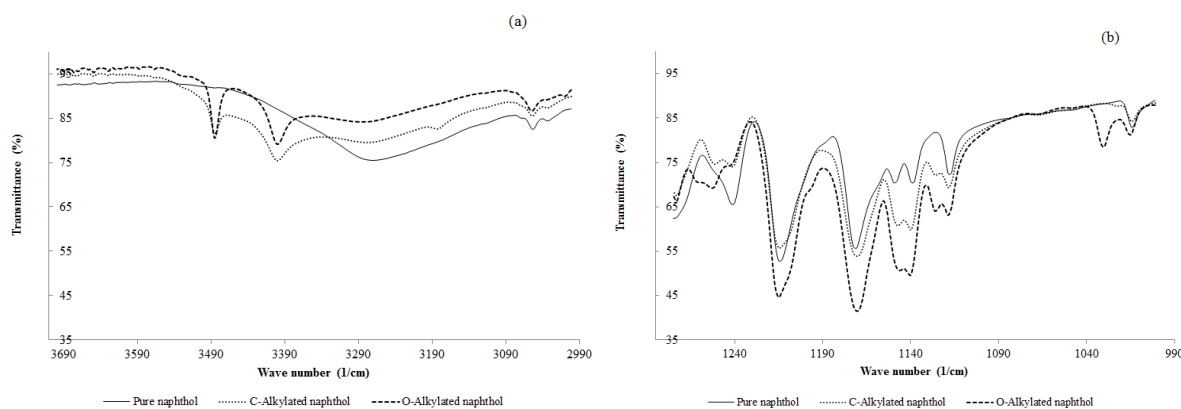 (a)
Transmittance (%)
95
85
75
65
55
45
35
3690 3590 3490 3390 3290 3190 3090 2990
Wave number (1/cm)
Pure naphthol C-Alkylated naphthol O-Alkylated naphthol
(b)
Transmittance (%)
95
85
75
65
55
45
35
1240 1190 1140 1090 1040 990
Wave number (1/cm)
Pure naphthol C-Alkylated naphthol O-Alkylated naphthol